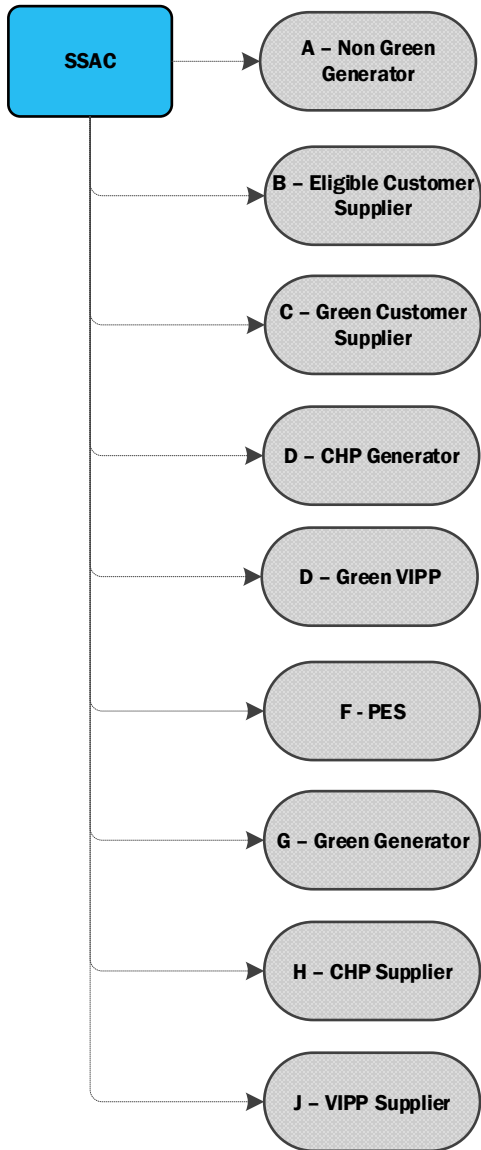 SSAC
A – Non Green
Generator
B – Eligible Customer
Supplier
C – Green Customer
Supplier
D – CHP Generator
D – Green VIPP
F - PES
G – Green Generator
H – CHP Supplier
J – VIPP Supplier